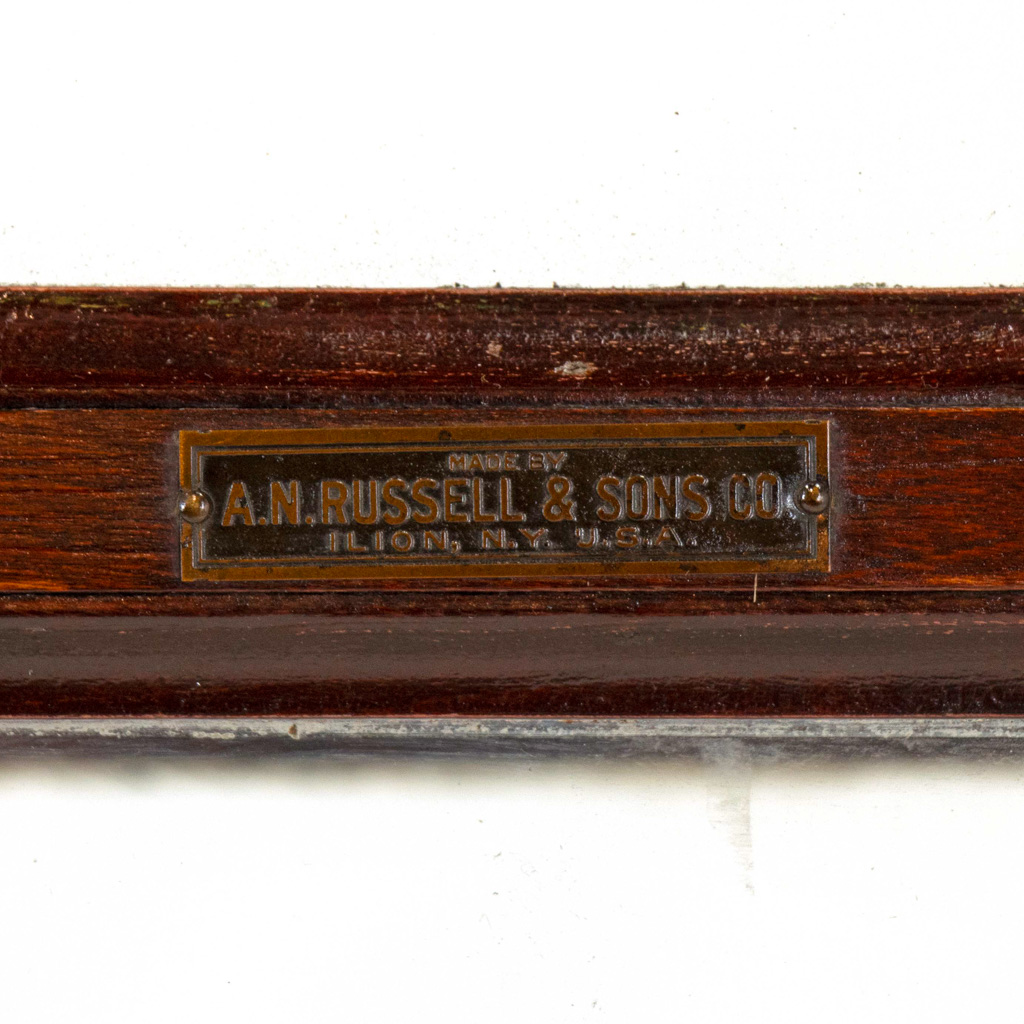 MADE BY
A.N. RUSSELL & SONS CO.
ILION, N.Y. U.S.A.